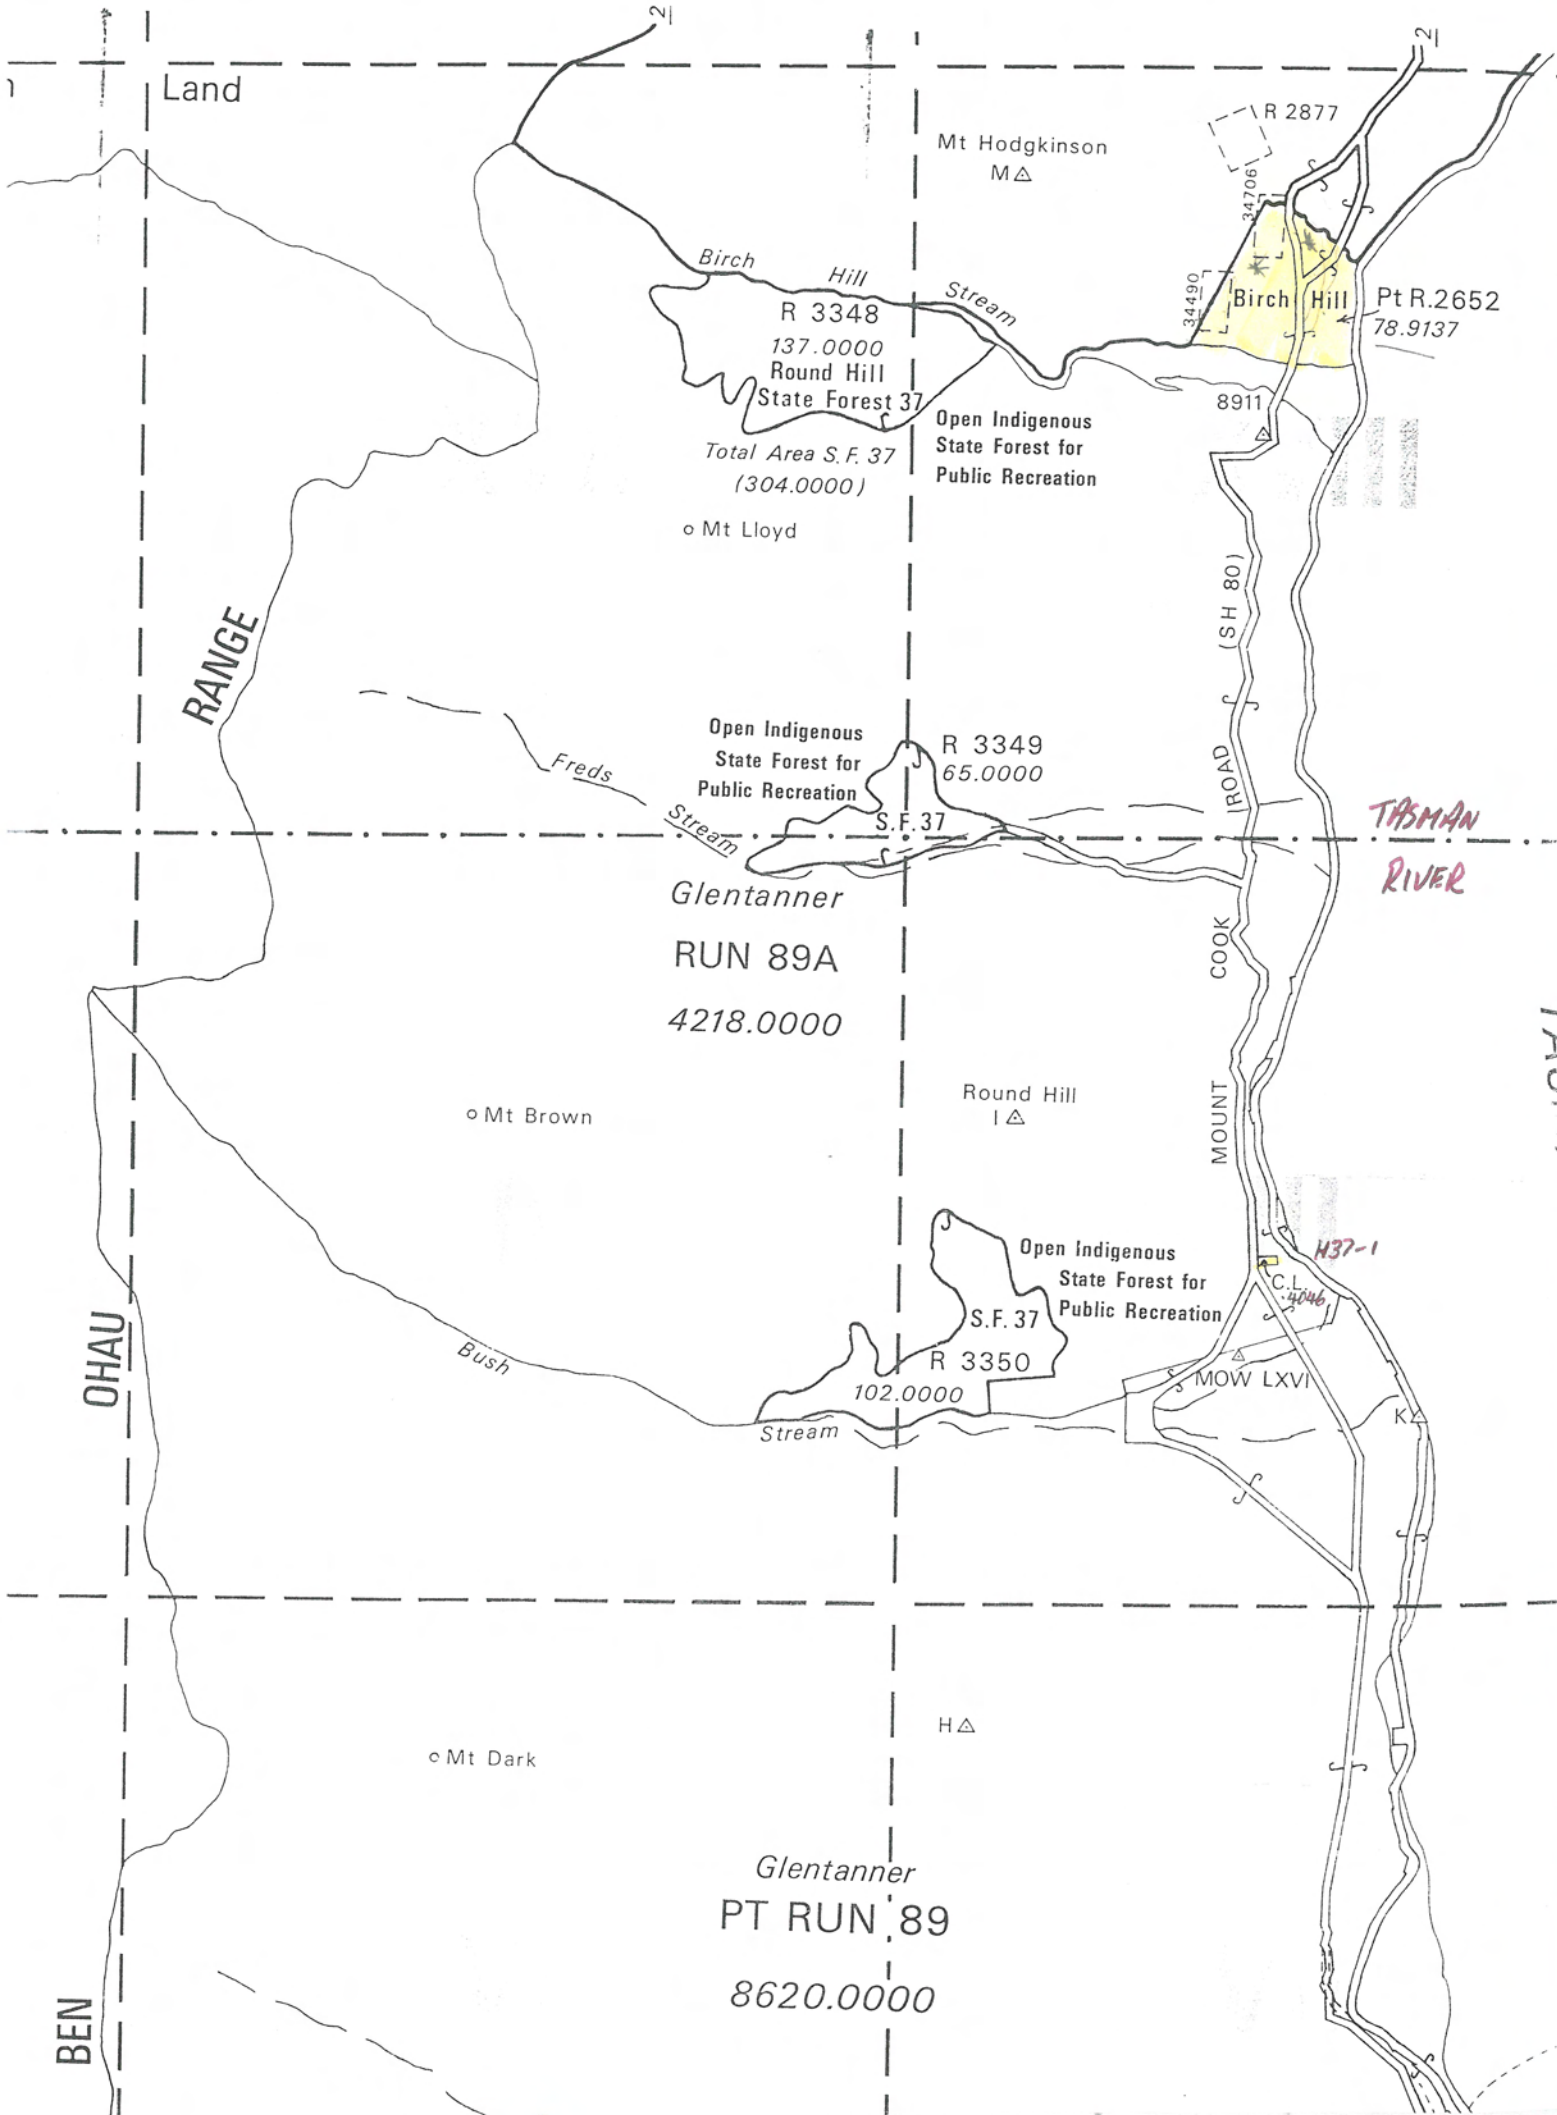 2
2
Land
R 2877
Mt Hodgkinson
M
34706
Birch Hill Stream
34490
Birch Hill
Pt R.2652
78.9137
R 3348
137.0000
Round Hill
State Forest 37
8911
Open Indigenous
State Forest for
Public Recreation
Total Area S.F. 37
(304.0000)
Mt Lloyd
RANGE
(SH 80)
ROAD
COOK
MOUNT
Open Indigenous
State Forest for
Public Recreation
R 3349
65.0000
Freds
Stream
S.F. 37
TASMAN
RIVER
Glentanner
RUN 89A
4218.0000
Mt Brown
Round Hill
I
H37-1
C.L.
4046
Open Indigenous
State Forest for
Public Recreation
S.F. 37
R 3350
102.0000
OHAU
Bush
Stream
MOW LXVI
K
H
Mt Dark
Glentanner
PT RUN 89
8620.0000
BEN